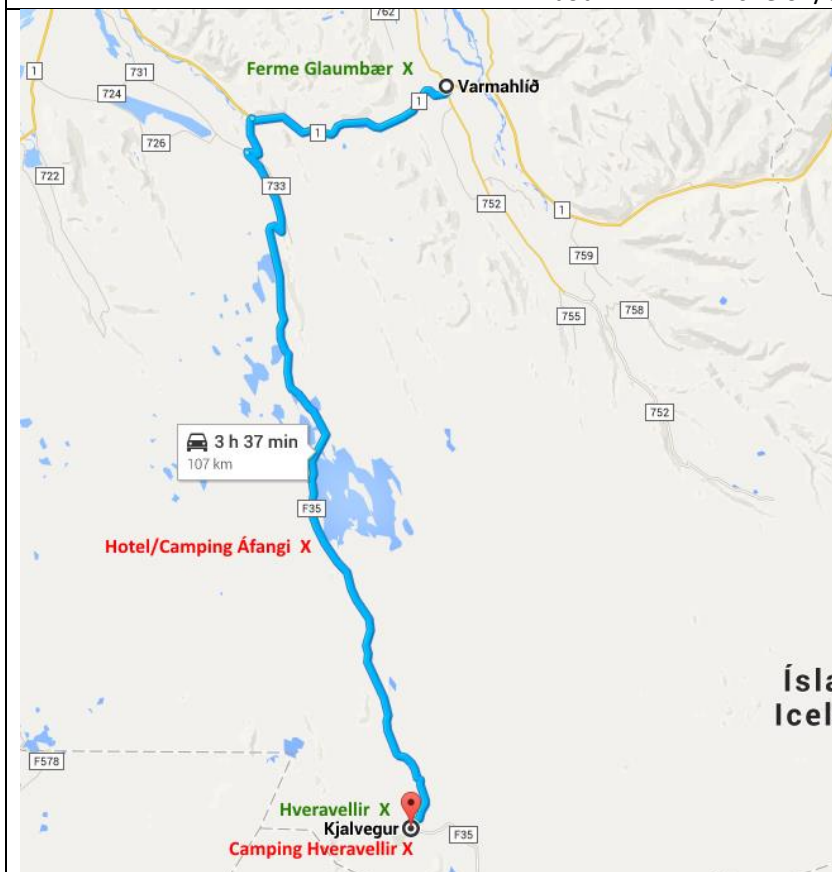 762
1
731
Ferme Glaumbær X
Varmahlíð
724
1
726
1
722
733
752
1
759
755
758
752
3 h 37 min
107 km
F35
Hotel/Camping Áfangi X
Ísla
Icel
F578
Hveravellir X
Kjalvegur
F35
Camping Hveravellir X